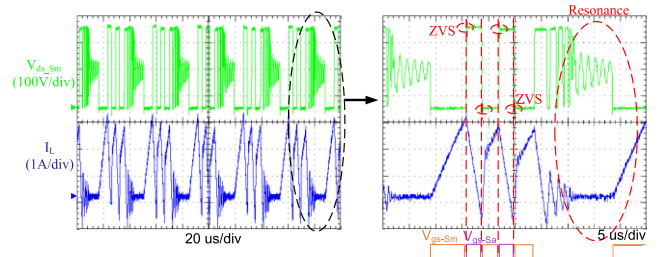 Resonance
ZVS
V_ds_Sm
(100V/div)
ZVS
I_L
(1A/div)
20 us/div
5 us/div
V_gs-Sm
V_gs-Sa